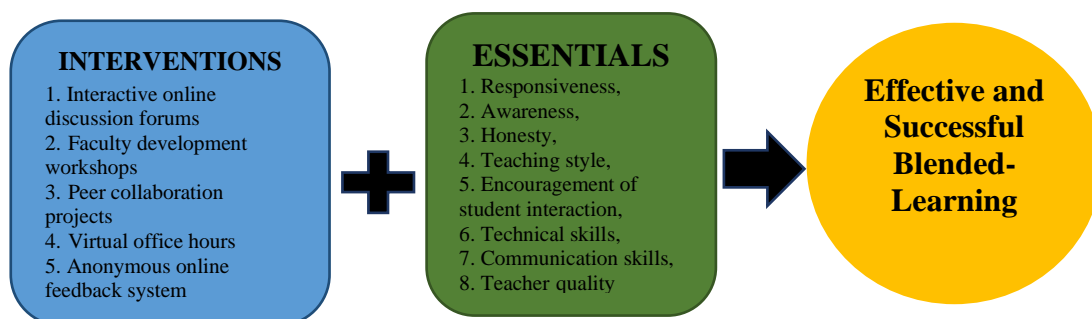 INTERVENTIONS
1. Interactive online
discussion forums
2. Faculty development
workshops
3. Peer collaboration
projects
4. Virtual office hours
5. Anonymous online
feedback system
ESSENTIALS
1. Responsiveness,
2. Awareness,
3. Honesty,
4. Teaching style,
5. Encouragement of
student interaction,
6. Technical skills,
7. Communication skills,
8. Teacher quality
Effective and
Successful
Blended-
Learning